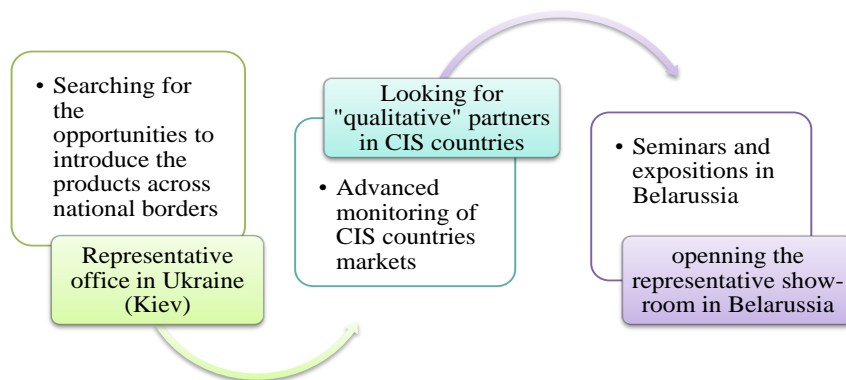 • Searching for
the
opportunities to
introduce the
products across
national borders
Representative
office in Ukraine
(Kiev)
Looking for
"qualitative" partners
in CIS countries
• Advanced
monitoring of
CIS countries
markets
• Seminars and
expositions in
Belarussia
openning the
representative show-
room in Belarussia